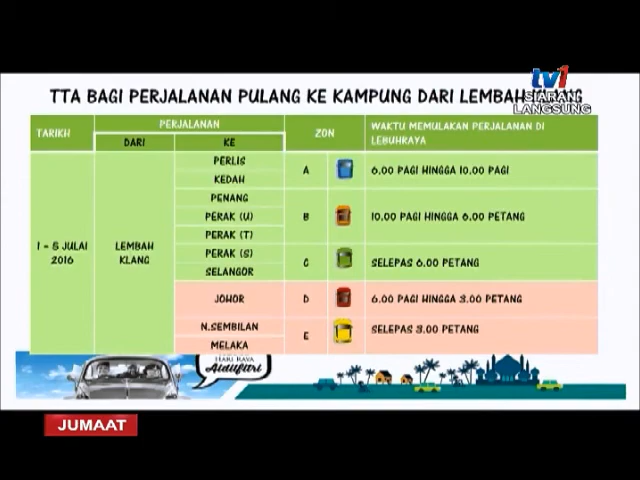 tv1
SIARAN
LANGSUNG
TTA BAGI PERJALANAN PULANG KE KAMPUNG DARI LEMBAH
TARIKH
PERJALANAN
DARI
KE
ZON
WAKTU MEMULAKAN PERJALANAN DI
LEBUHRAYA
1 - 5 JULAI
2016
LEMBAH
KLANG
PERLIS
KEDAH
A
6.00 PAGI HINGGA 10.00 PAGI
PENANG
PERAK (U)
PERAK (T)
B
10.00 PAGI HINGGA 6.00 PETANG
PERAK (S)
SELANGOR
C
SELEPAS 6.00 PETANG
JOHOR
D
6.00 PAGI HINGGA 3.00 PETANG
N.SEMBILAN
MELAKA
E
SELEPAS 3.00 PETANG
HARI RAYA
Aidilfitri
JUMAAT